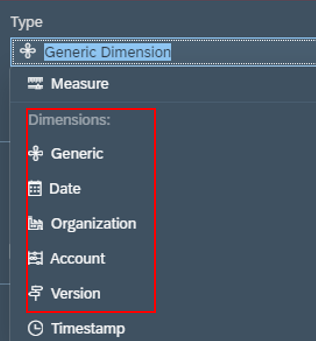 Type
Generic Dimension
Measure
Dimensions:
Generic
Date
Organization
Account
Version
Timestamp